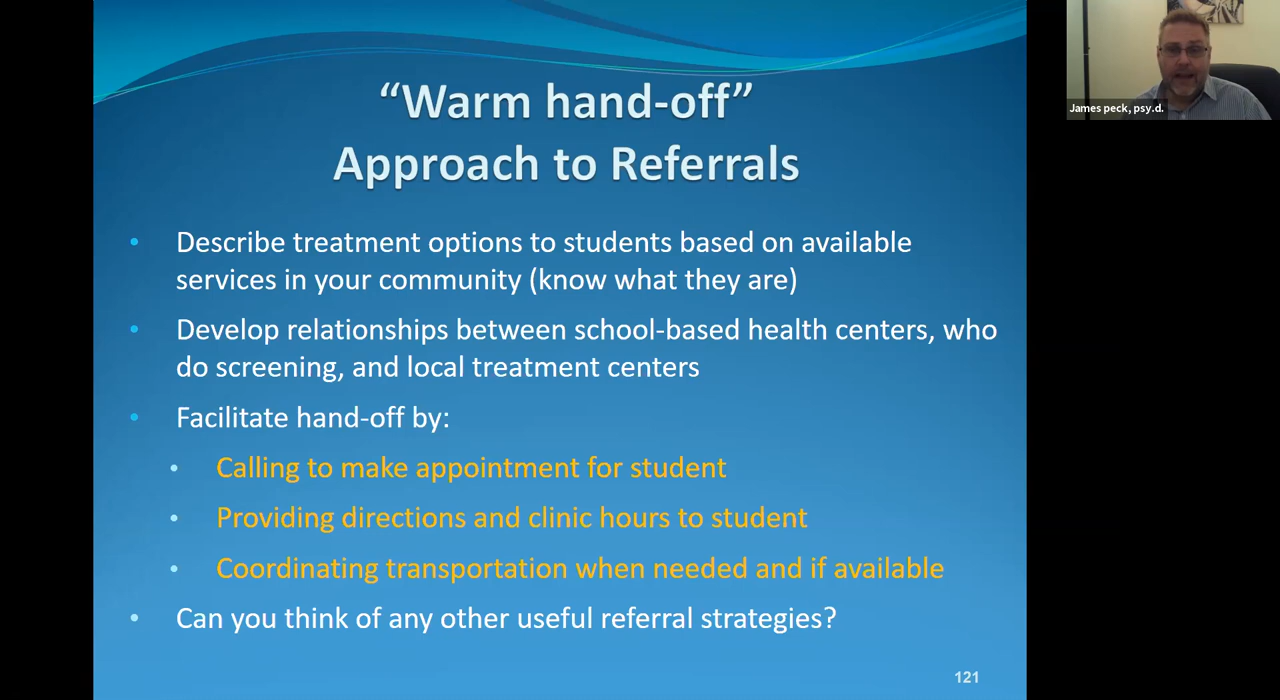 “Warm hand-off”
Approach to Referrals
James peck, psy.d.
• Describe treatment options to students based on available
services in your community (know what they are)
• Develop relationships between school-based health centers, who
do screening, and local treatment centers
• Facilitate hand-off by:
• Calling to make appointment for student
• Providing directions and clinic hours to student
• Coordinating transportation when needed and if available
• Can you think of any other useful referral strategies?
121